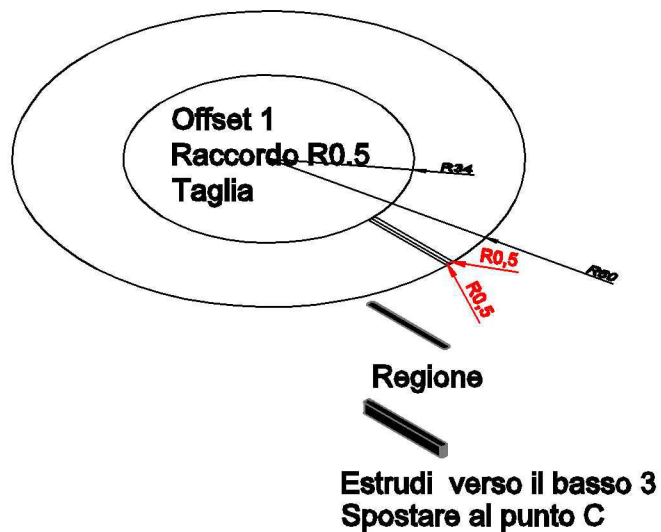 Offset 1
Raccordo R0.5
Taglia
R34
R0,5
R60
R0,5
Regione
Estrudi verso il basso 3
Spostare al punto C